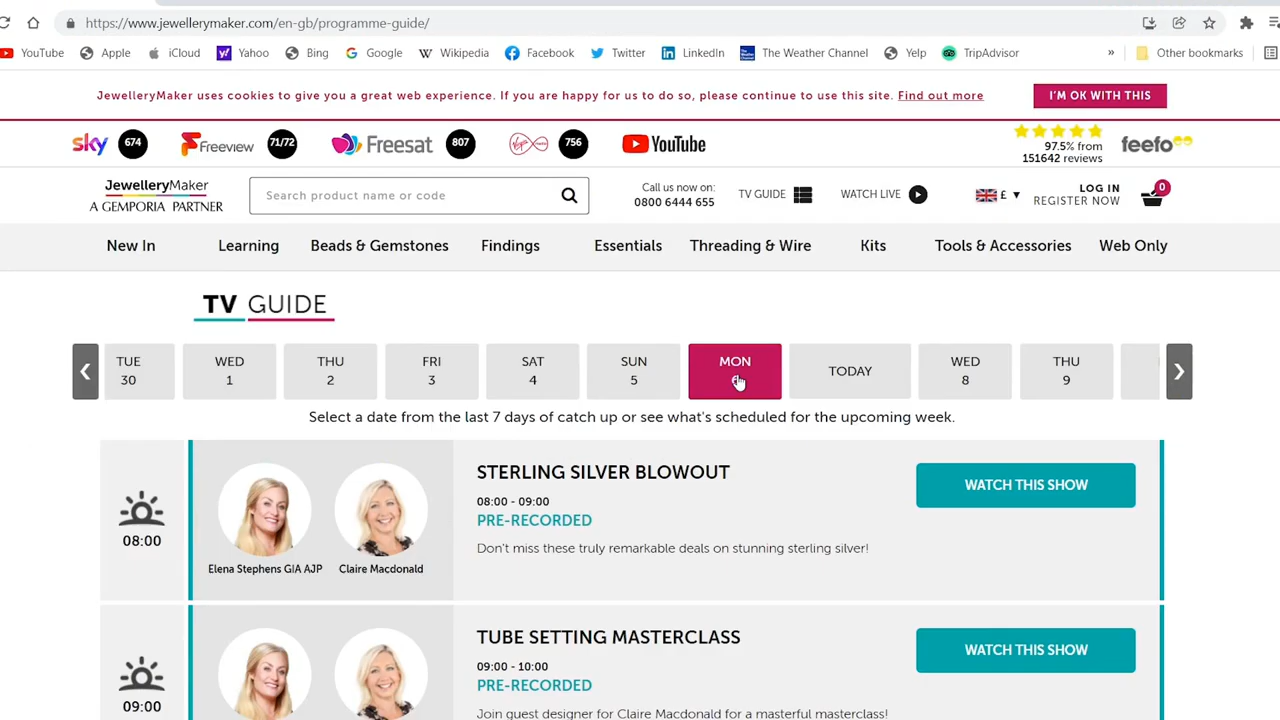 https://www.jewellerymaker.com/en-gb/programme-guide/
YouTube Apple iCloud Yahoo Bing Google Wikipedia Facebook Twitter LinkedIn The Weather Channel Yelp TripAdvisor » Other bookmarks
JewelleryMaker uses cookies to give you a great web experience. If you are happy for us to do so, please continue to use this site. Find out more
I'M OK WITH THIS
sky 674 Freeview 71/72 Freesat 807 756 YouTube
97.5% from
151642 reviews
feefo
JewelleryMaker
A GEMPORIA PARTNER
Search product name or code
Call us now on:
0800 6444 655
TV GUIDE
WATCH LIVE
£ ▼
LOG IN
REGISTER NOW
0
New In Learning Beads & Gemstones Findings Essentials Threading & Wire Kits Tools & Accessories Web Only
TV GUIDE
TUE
30
WED
1
THU
2
FRI
3
SAT
4
SUN
5
MON
TODAY
WED
8
THU
9
Select a date from the last 7 days of catch up or see what's scheduled for the upcoming week.
08:00
Elena Stephens GIA AJP
Claire Macdonald
STERLING SILVER BLOWOUT
08:00 - 09:00
PRE-RECORDED
Don't miss these truly remarkable deals on stunning sterling silver!
WATCH THIS SHOW
09:00
TUBE SETTING MASTERCLASS
09:00 - 10:00
PRE-RECORDED
Join guest designer for Claire Macdonald for a masterful masterclass!
WATCH THIS SHOW